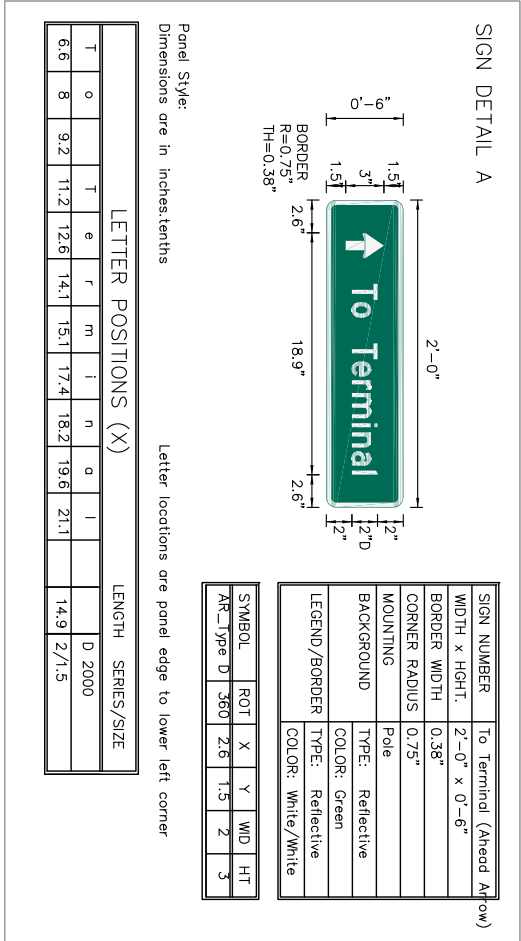 SIGN DETAIL A
2'-0"
0'-6"
1.5"
3"
1.5"
To Terminal
2"
2"D
2"
2.6"
18.9"
2.6"
BORDER
R=0.75"
TH=0.38"
SIGN NUMBER To Terminal (Ahead Arrow)
WIDTH x HGHT. 2'-0" x 0'-6"
BORDER WIDTH 0.38"
CORNER RADIUS 0.75"
MOUNTING Pole
BACKGROUND TYPE: Reflective
COLOR: Green
LEGEND/BORDER TYPE: Reflective
COLOR: White/White
SYMBOL ROT X Y WID HT
AR_Type D 360 2.6 1.5 2 3
Panel Style:
Dimensions are in inches.tenths
Letter locations are panel edge to lower left corner
LETTER POSITIONS (X) LENGTH SERIES/SIZE
T o T e r m i n a l D 2000
6.6 8 9.2 11.2 12.6 14.1 15.1 17.4 18.2 19.6 21.1 14.9 2/1.5